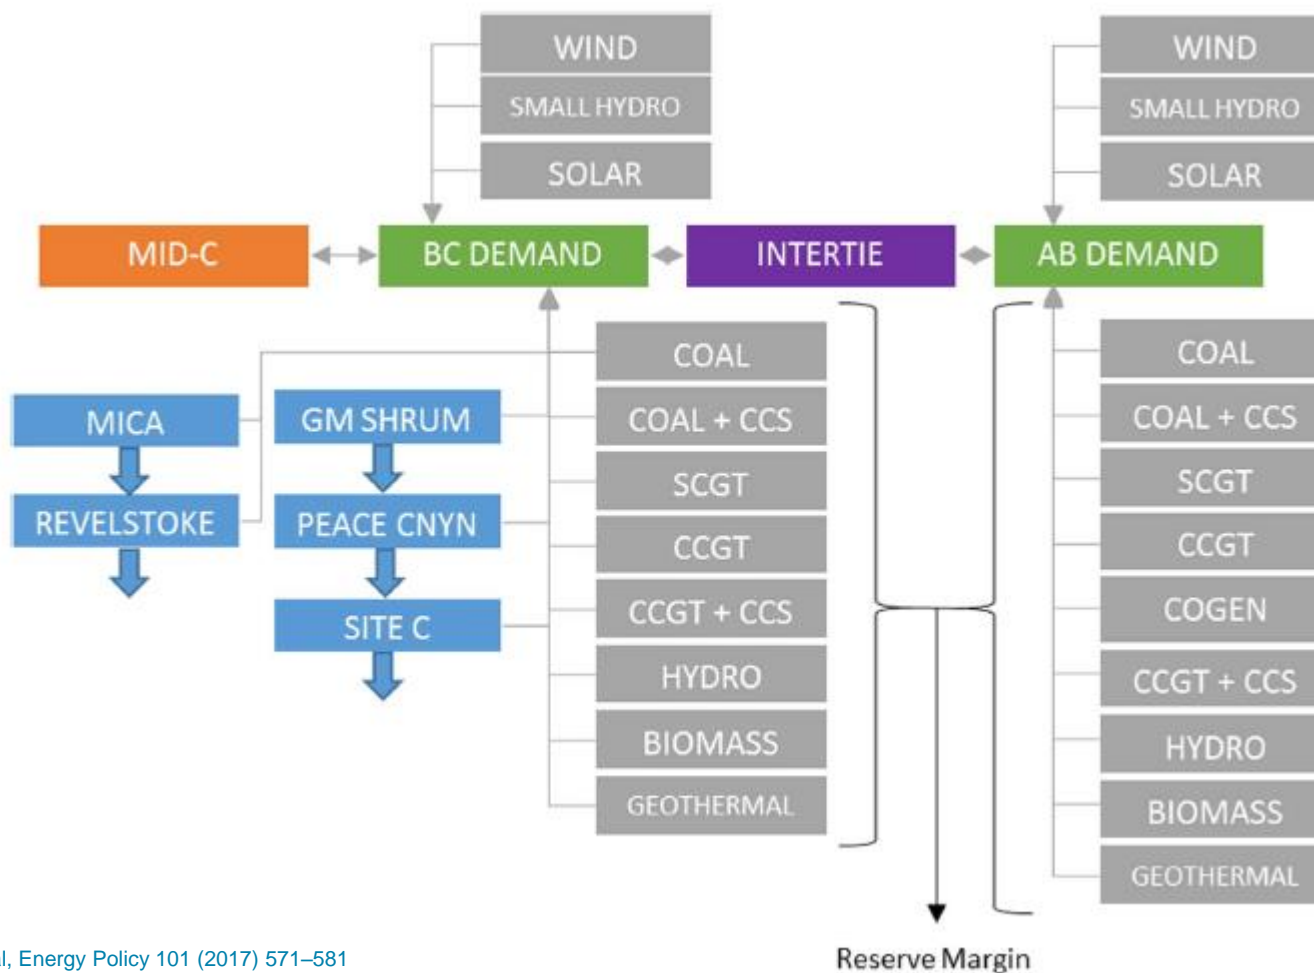 WIND
SMALL HYDRO
SOLAR
WIND
SMALL HYDRO
SOLAR
MID-C
BC DEMAND
INTERTIE
AB DEMAND
MICA
REVELSTOKE
GM SHRUM
PEACE CNYN
SITE C
COAL
COAL + CCS
SCGT
CCGT
CCGT + CCS
HYDRO
BIOMASS
GEOTHERMAL
COAL
COAL + CCS
SCGT
CCGT
COGEN
CCGT + CCS
HYDRO
BIOMASS
GEOTHERMAL
Reserve Margin
l, Energy Policy 101 (2017) 571–581